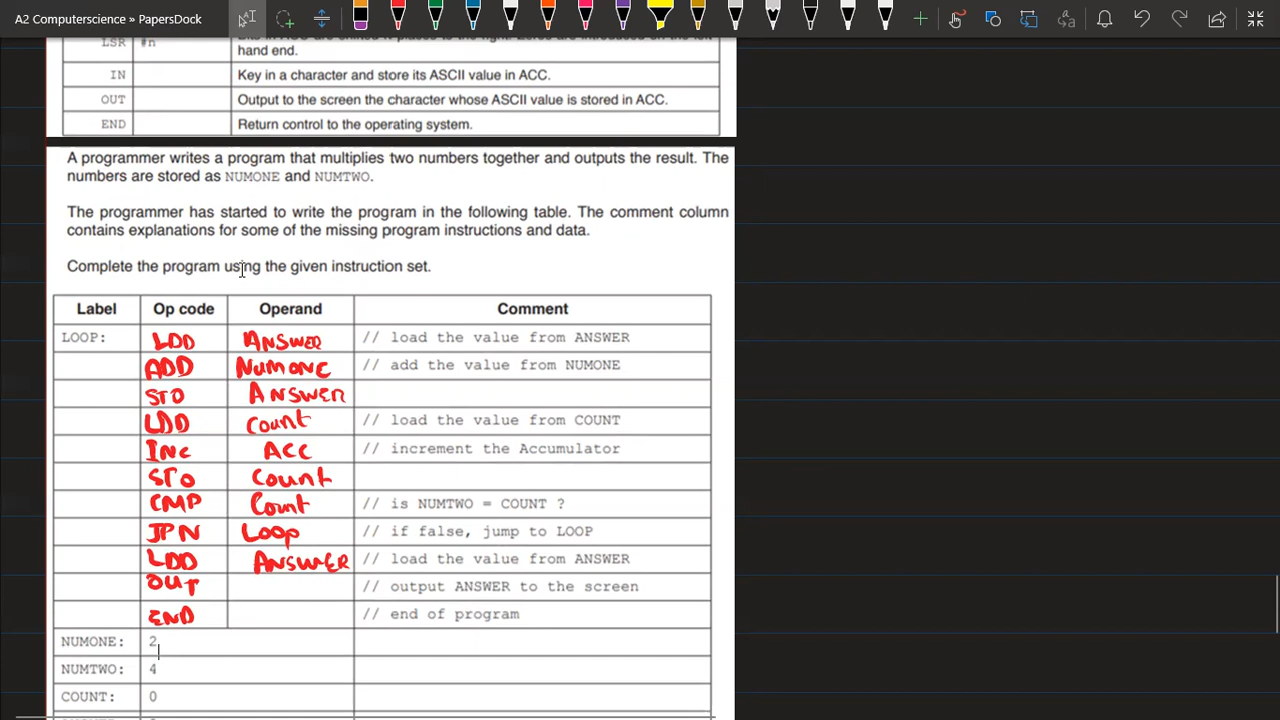 A2 Computerscience » PapersDock
LSR #n
hand end.
IN Key in a character and store its ASCII value in ACC.
OUT Output to the screen the character whose ASCII value is stored in ACC.
END Return control to the operating system.
A programmer writes a program that multiplies two numbers together and outputs the result. The
numbers are stored as NUMONE and NUMTWO.
The programmer has started to write the program in the following table. The comment column
contains explanations for some of the missing program instructions and data.
Complete the program using the given instruction set.
Label Op code Operand Comment
LOOP: LDD ANSWER // load the value from ANSWER
ADD NumONE // add the value from NUMONE
STO ANSWER
LDD Count // load the value from COUNT
INC ACC // increment the Accumulator
STO Count
CMP Count // is NUMTWO = COUNT ?
JPN Loop // if false, jump to LOOP
LDD ANSWER // load the value from ANSWER
OUT // output ANSWER to the screen
END // end of program
NUMONE: 2
NUMTWO: 4
COUNT: 0